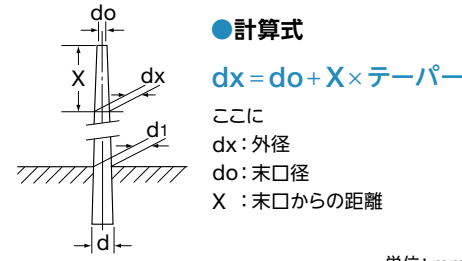 do
X
dx
d1
d
●計算式
dx=do+X×テーパー
ここに
dx：外径
do：末口径
X ：末口からの距離